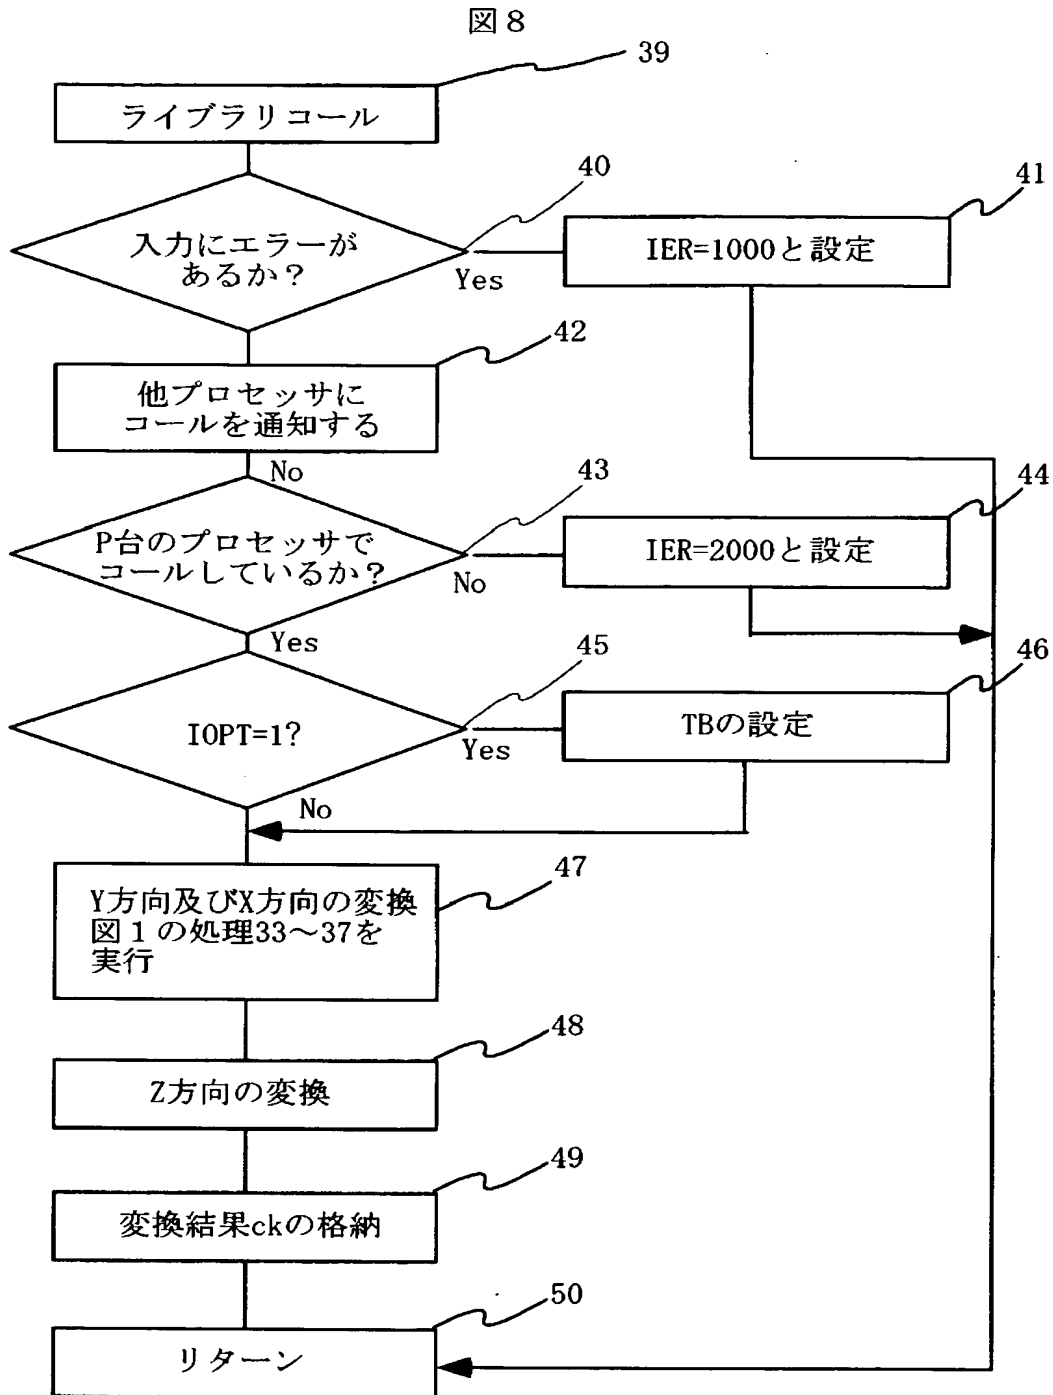 図8
39
ライブラリコール
40
41
入力にエラーが
あるか?
Yes
IER=1000と設定
42
他プロセッサに
コールを通知する
No
43
44
P台のプロセッサで
コールしているか?
No
IER=2000と設定
Yes
45
46
IOPT=1?
Yes
TBの設定
No
47
Y方向及びX方向の変換
図1の処理33~37を
実行
48
Z方向の変換
49
変換結果ckの格納
50
リターン